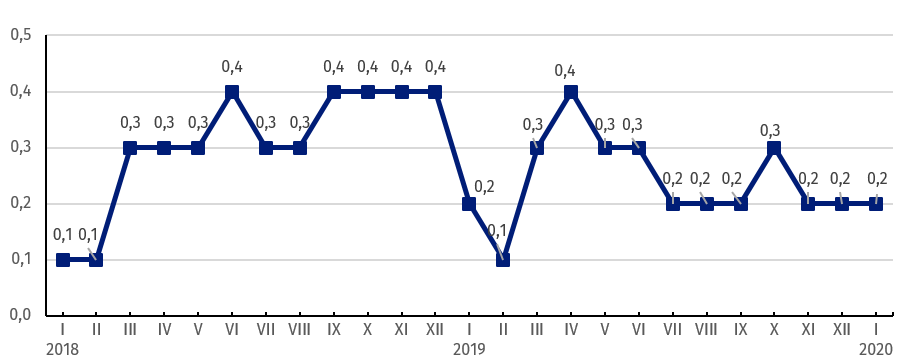 0,5
0,4 0,4 0,4 0,4 0,4 0,4
0,4
0,3 0,3 0,3 0,3 0,3 0,3 0,3 0,3 0,3
0,3
0,2 0,2 0,2 0,2 0,2 0,2 0,2
0,2
0,1 0,1 0,1
0,1
0,0
I II III IV V VI VII VIII IX X XI XII I II III IV V VI VII VIII IX X XI XII I
2018 2019 2020